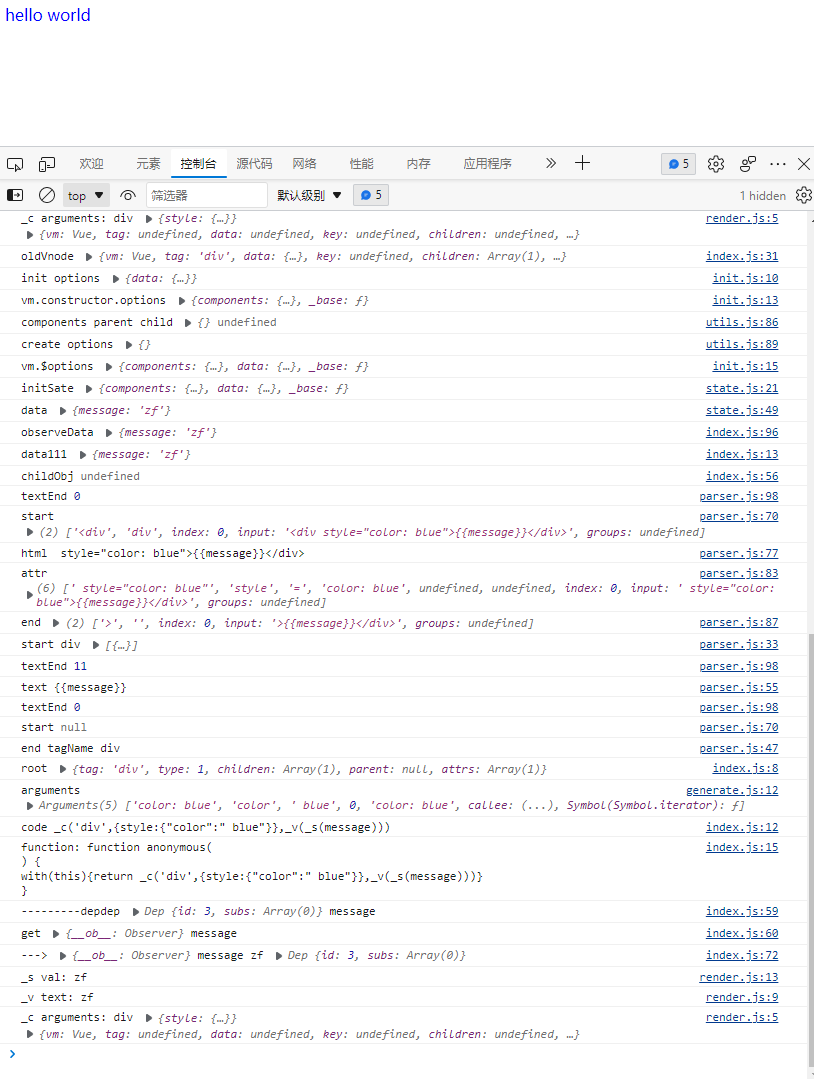 hello world
欢迎 元素 控制台 源代码 网络 性能 内存 应用程序 5
top 筛选器 默认级别 5 1 hidden
_c arguments: div {style: {…}} render.js:5
{vm: Vue, tag: undefined, data: undefined, key: undefined, children: undefined, …}
oldVnode {vm: Vue, tag: 'div', data: {…}, key: undefined, children: Array(1), …} index.js:31
init options {data: {…}} init.js:10
vm.constructor.options {components: {…}, _base: ƒ} init.js:13
components parent child {} undefined utils.js:86
create options {} utils.js:89
vm.$options {components: {…}, data: {…}, _base: ƒ} init.js:15
initSate {components: {…}, data: {…}, _base: ƒ} state.js:21
data {message: 'zf'} state.js:49
observeData {message: 'zf'} index.js:96
data111 {message: 'zf'} index.js:13
childObj undefined index.js:56
textEnd 0 parser.js:98
start parser.js:70
(2) ['<div', 'div', index: 0, input: '<div style="color: blue">{{message}}</div>', groups: undefined]
html  style="color: blue">{{message}}</div> parser.js:77
attr parser.js:83
(6) [' style="color: blue"', 'style', '=', 'color: blue', undefined, undefined, index: 0, input: ' style="color:
blue">{{message}}</div>', groups: undefined]
end (2) ['>', '', index: 0, input: '>{{message}}</div>', groups: undefined] parser.js:87
start div [{…}] parser.js:33
textEnd 11 parser.js:98
text {{message}} parser.js:55
textEnd 0 parser.js:98
start null parser.js:70
end tagName div parser.js:47
root {tag: 'div', type: 1, children: Array(1), parent: null, attrs: Array(1)} index.js:8
arguments generate.js:12
Arguments(5) ['color: blue', 'color', ' blue', 0, 'color: blue', callee: (...), Symbol(Symbol.iterator): ƒ]
code _c('div',{style:{"color":" blue"}},_v(_s(message))) index.js:12
function: function anonymous( index.js:15
) {
with(this){return _c('div',{style:{"color":" blue"}},_v(_s(message)))}
}
---------depdep Dep {id: 3, subs: Array(0)} message index.js:59
get {__ob__: Observer} message index.js:60
---> {__ob__: Observer} message zf Dep {id: 3, subs: Array(0)} index.js:72
_s val: zf render.js:13
_v text: zf render.js:9
_c arguments: div {style: {…}} render.js:5
{vm: Vue, tag: undefined, data: undefined, key: undefined, children: undefined, …}